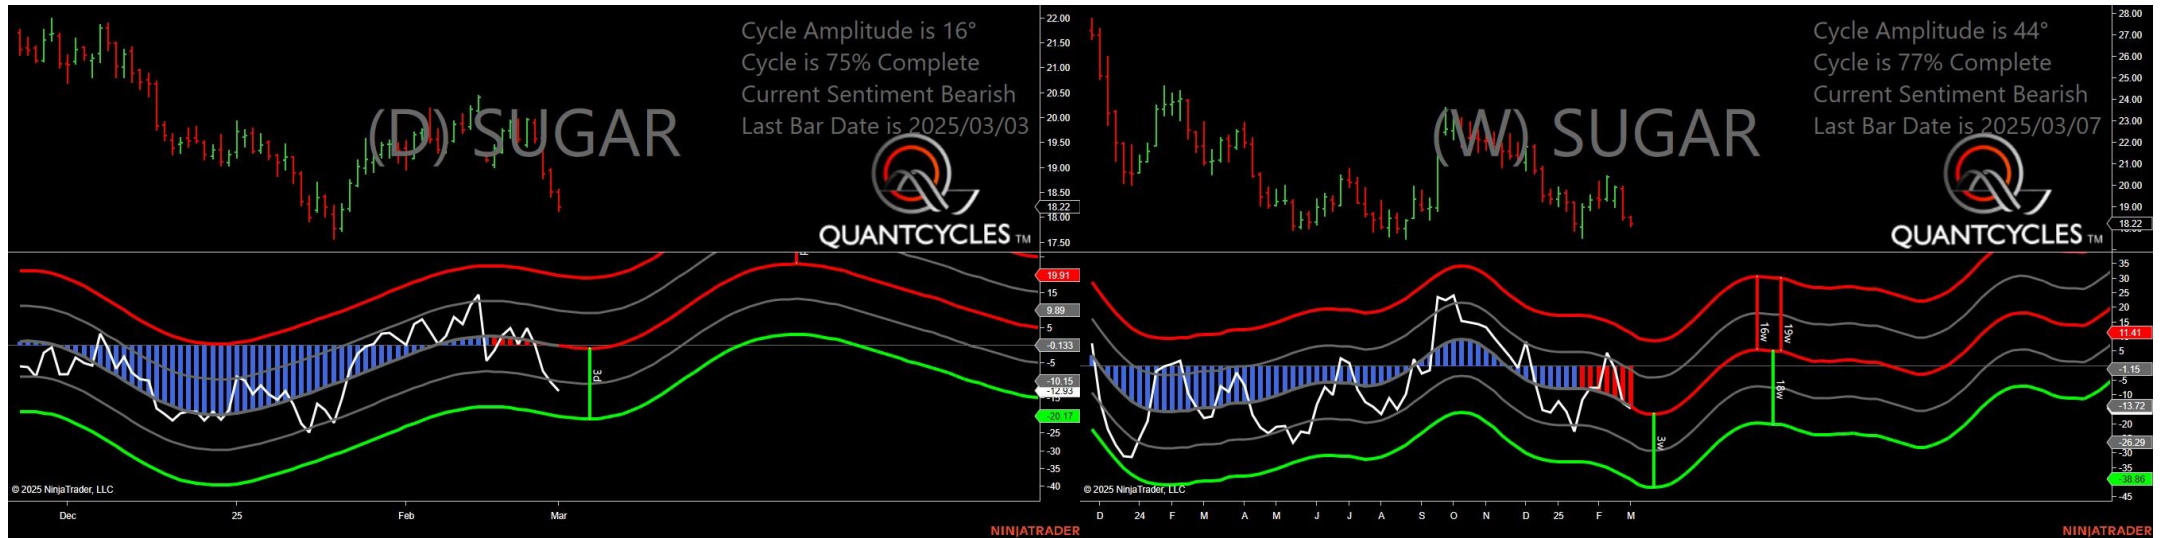 Cycle Amplitude is 16°
Cycle is 75% Complete
Current Sentiment Bearish
Last Bar Date is 2025/03/03
(D) SUGAR
QUANTCYCLES TM
22.00
21.50
21.00
20.50
20.00
19.50
19.00
18.50
18.22
18.00
17.50
19.91
15
9.89
5
-0.133
-5
-10.15
-12.93
-20.17
-25
-30
-35
-40
3d
© 2025 NinjaTrader, LLC
Dec
25
Feb
Mar
NINJATRADER
Cycle Amplitude is 44°
Cycle is 77% Complete
Current Sentiment Bearish
Last Bar Date is 2025/03/07
(W) SUGAR
QUANTCYCLES TM
28.00
27.00
26.00
25.00
24.00
23.00
22.00
21.00
20.00
19.00
18.22
35
30
25
20
15
11.41
5
-1.15
-5
-10
-13.72
-20
-26.29
-30
-35
-38.86
-45
16w
19w
18w
3w
© 2025 NinjaTrader, LLC
D
24
F
M
A
M
J
J
A
S
O
N
D
25
F
M
NINJATRADER